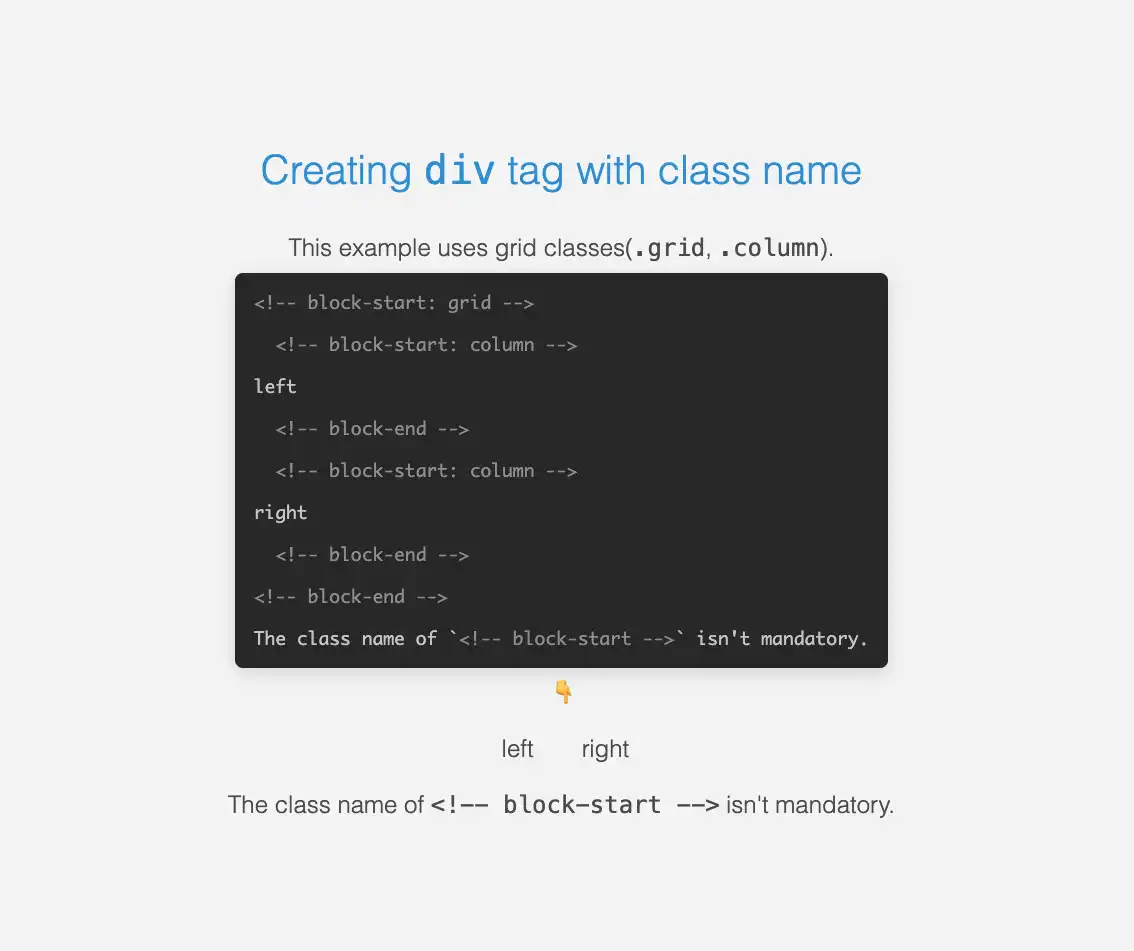 Creating div tag with class name
This example uses grid classes(.grid, .column).
<!-- block-start: grid -->
<!-- block-start: column -->
left
<!-- block-end -->
<!-- block-start: column -->
right
<!-- block-end -->
<!-- block-end -->
The class name of `<!-- block-start -->` isn't mandatory.
👇
left right
The class name of <!-- block-start --> isn't mandatory.